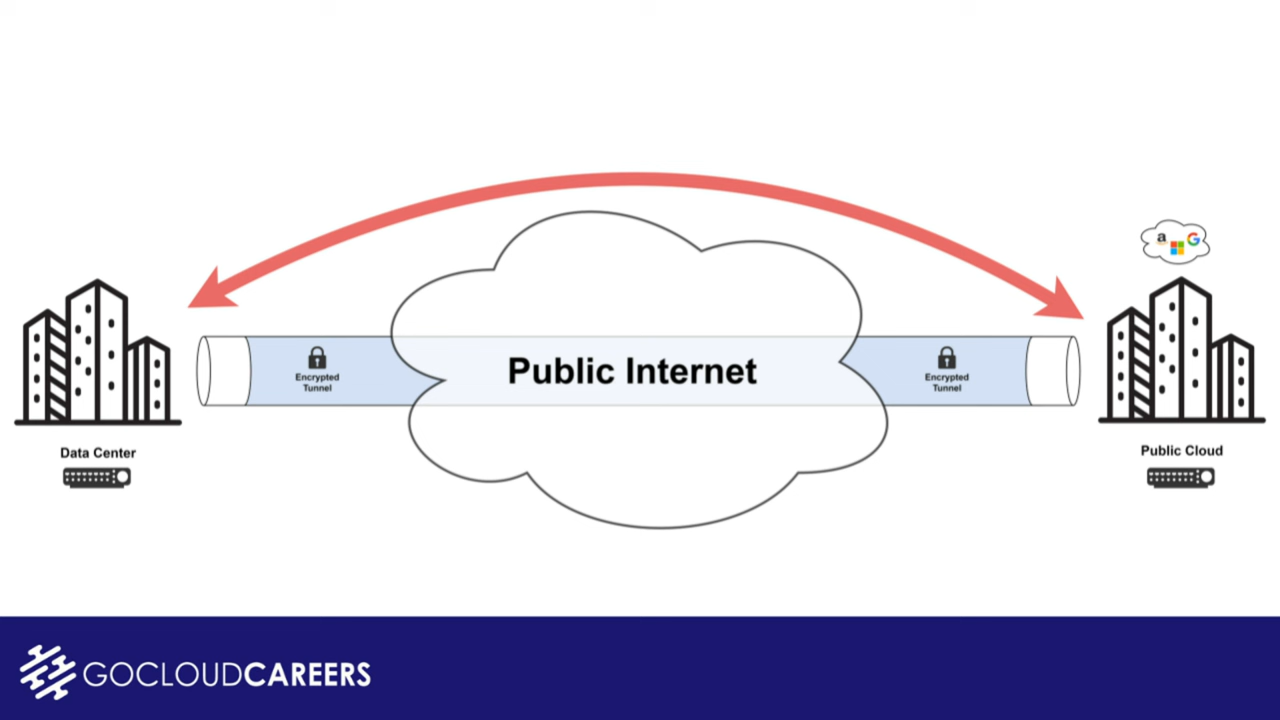 a G
Public Internet
Encrypted
Tunnel
Encrypted
Tunnel
Data Center
Public Cloud
GOCLOUDCAREERS